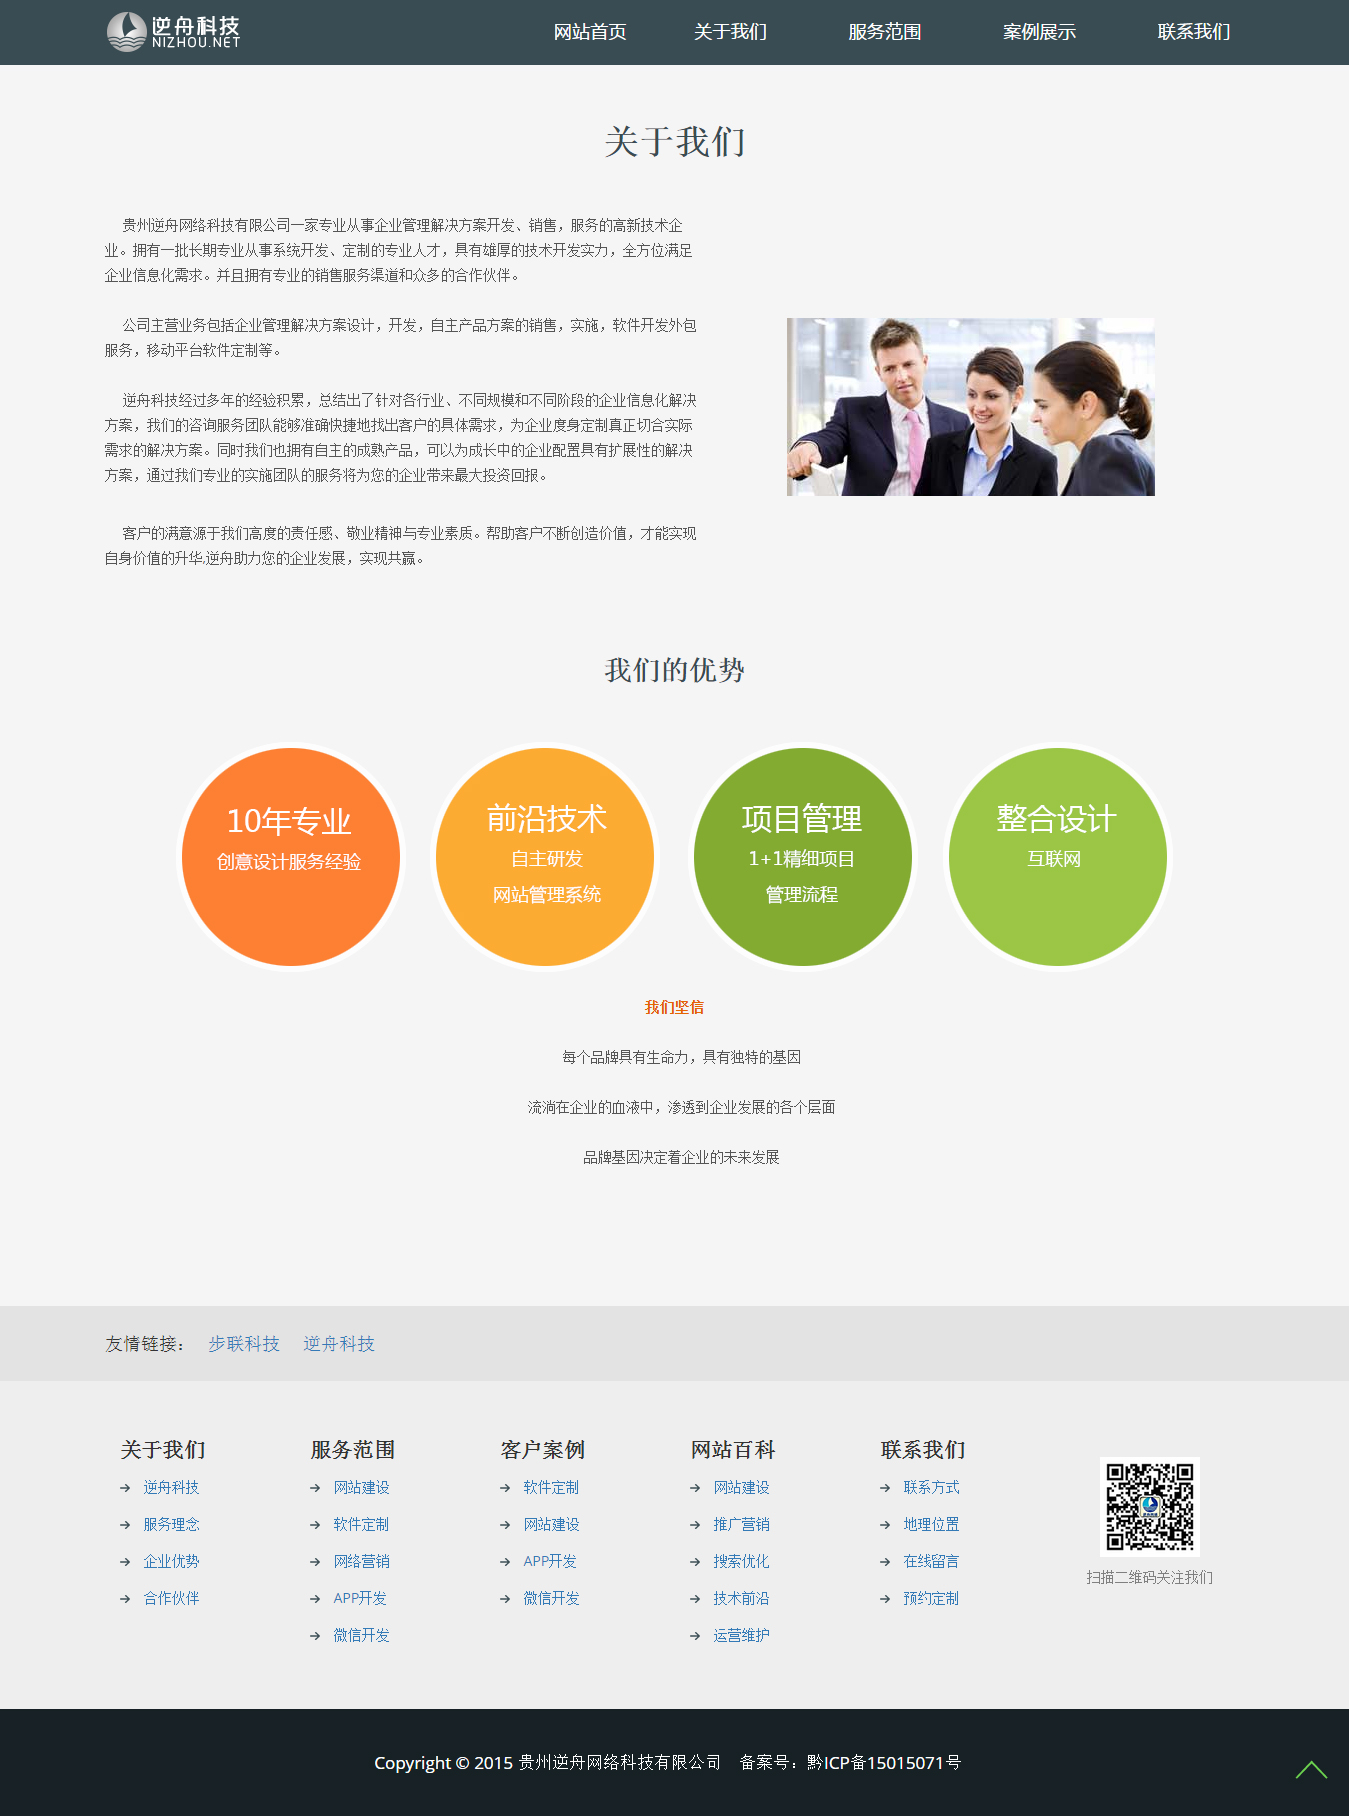 逆舟科技
NIZHOU.NET
网站首页
关于我们
服务范围
案例展示
联系我们
关于我们
贵州逆舟网络科技有限公司一家专业从事企业管理解决方案开发、销售，服务的高新技术企
业。拥有一批长期专业从事系统开发、定制的专业人才，具有雄厚的技术开发实力，全方位满足
企业信息化需求。并且拥有专业的销售服务渠道和众多的合作伙伴。
公司主营业务包括企业管理解决方案设计，开发，自主产品方案的销售，实施，软件开发外包
服务，移动平台软件定制等。
逆舟科技经过多年的经验积累，总结出了针对各行业、不同规模和不同阶段的企业信息化解决
方案，我们的咨询服务团队能够准确快捷地找出客户的具体需求，为企业度身定制真正切合实际
需求的解决方案。同时我们也拥有自主的成熟产品，可以为成长中的企业配置具有扩展性的解决
方案，通过我们专业的实施团队的服务将为您的企业带来最大投资回报。
客户的满意源于我们高度的责任感、敬业精神与专业素质。帮助客户不断创造价值，才能实现
自身价值的升华,逆舟助力您的企业发展，实现共赢。
我们的优势
10年专业
创意设计服务经验
前沿技术
自主研发
网站管理系统
项目管理
1+1精细项目
管理流程
整合设计
互联网
我们坚信
每个品牌具有生命力，具有独特的基因
流淌在企业的血液中，渗透到企业发展的各个层面
品牌基因决定着企业的未来发展
友情链接： 步联科技 逆舟科技
关于我们
逆舟科技
服务理念
企业优势
合作伙伴
服务范围
网站建设
软件定制
网络营销
APP开发
微信开发
客户案例
软件定制
网站建设
APP开发
微信开发
网站百科
网站建设
推广营销
搜索优化
技术前沿
运营维护
联系我们
联系方式
地理位置
在线留言
预约定制
扫描二维码关注我们
Copyright © 2015 贵州逆舟网络科技有限公司 备案号：黔ICP备15015071号